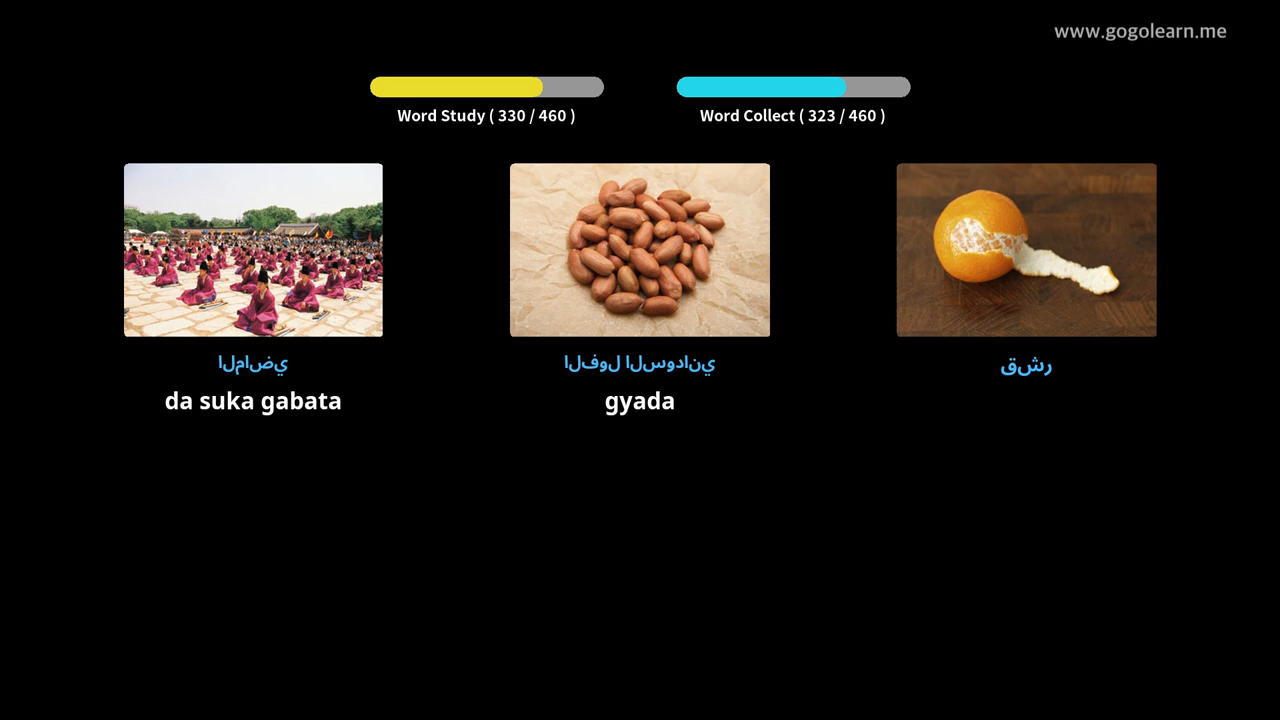 www.gogolearn.me
Word Study ( 330 / 460 )
Word Collect ( 323 / 460 )
الماضي
da suka gabata
الفول السوداني
gyada
قشر